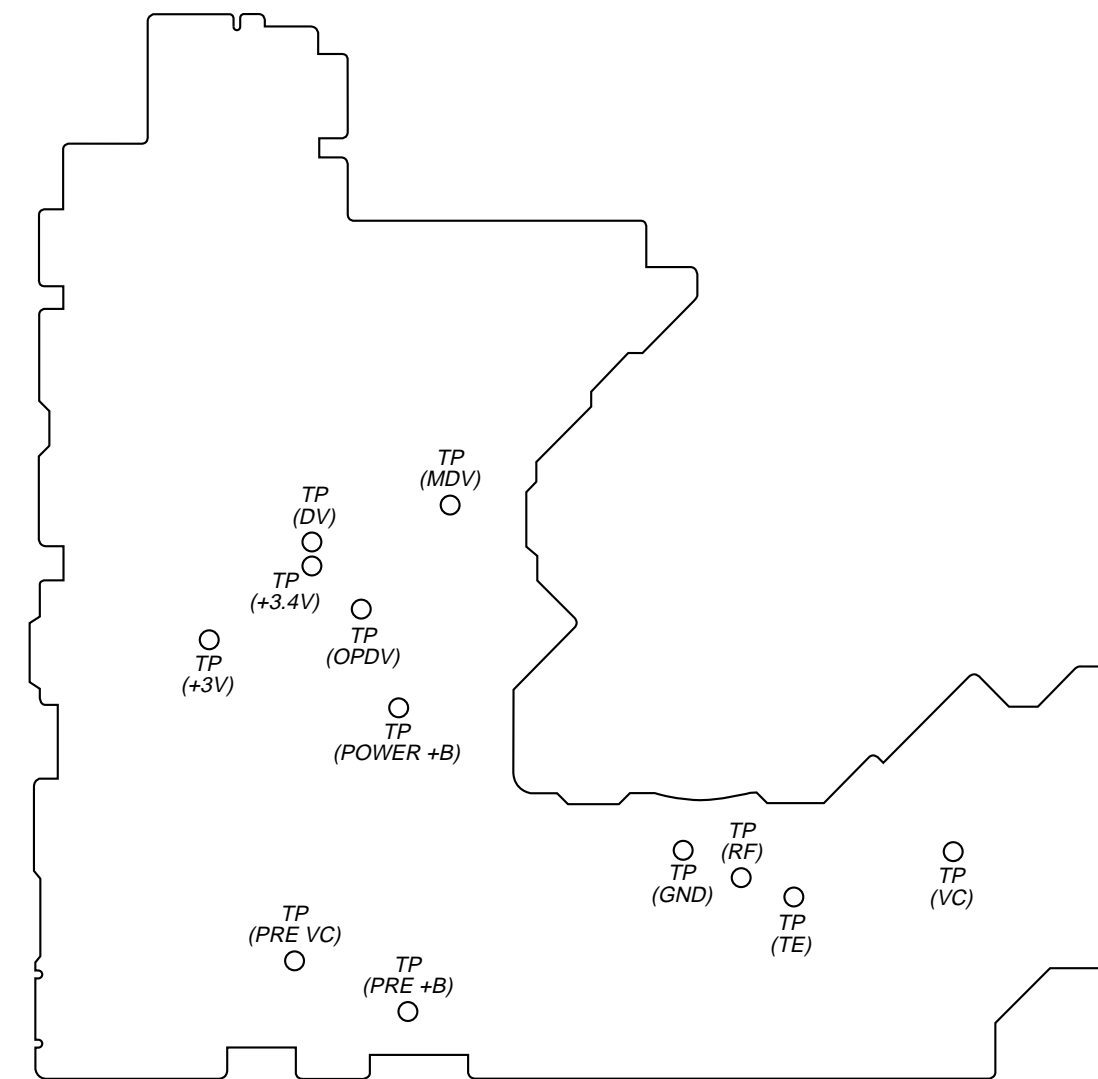 TP
(MDV)
TP
(DV)
TP
(+3.4V)
TP
(OPDV)
TP
(+3V)
TP
(POWER +B)
TP
(RF)
TP
(GND)
TP
(VC)
TP
(TE)
TP
(PRE VC)
TP
(PRE +B)